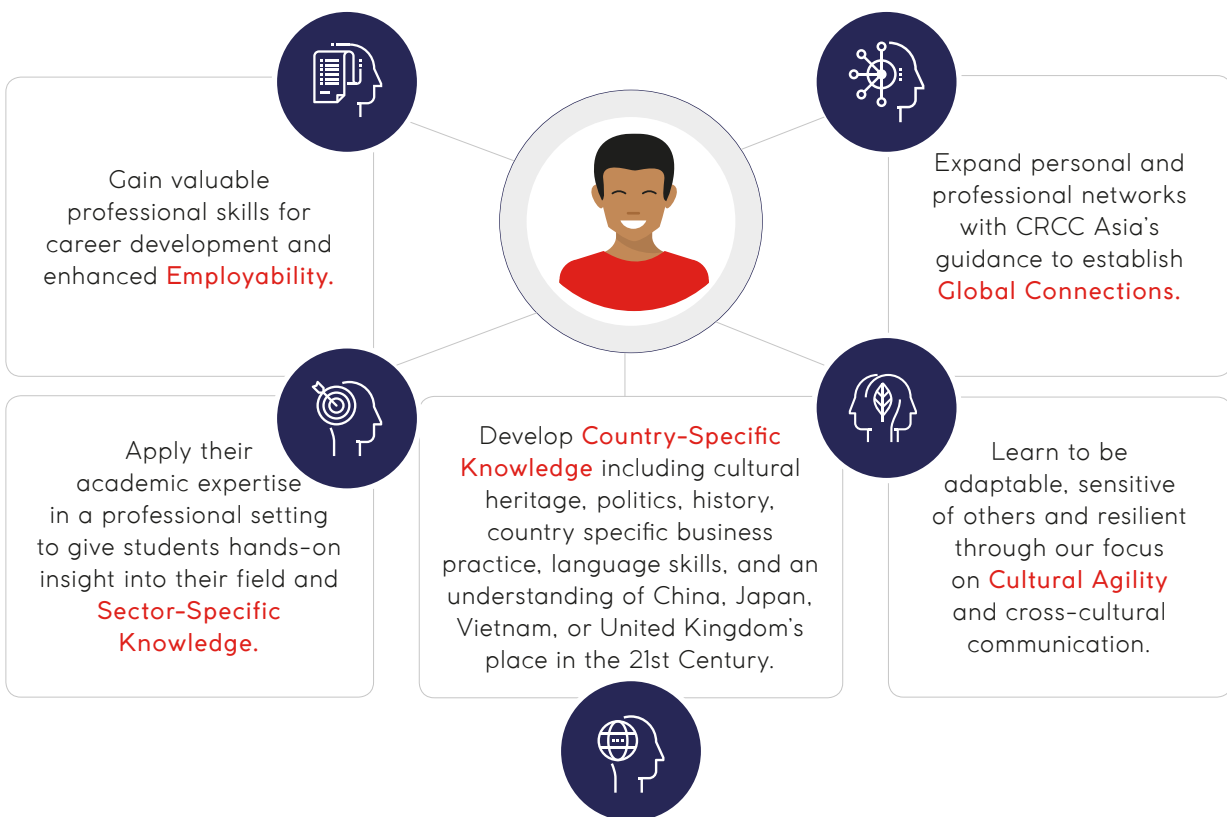 Gain valuable
professional skills for
career development and
enhanced Employability.
Expand personal and
professional networks
with CRCC Asia's
guidance to establish
Global Connections.
Apply their
academic expertise
in a professional setting
to give students hands-on
insight into their field and
Sector-Specific
Knowledge.
Develop Country-Specific
Knowledge including cultural
heritage, politics, history,
country specific business
practice, language skills, and an
understanding of China, Japan,
Vietnam, or United Kingdom's
place in the 21st Century.
Learn to be
adaptable, sensitive
of others and resilient
through our focus
on Cultural Agility
and cross-cultural
communication.